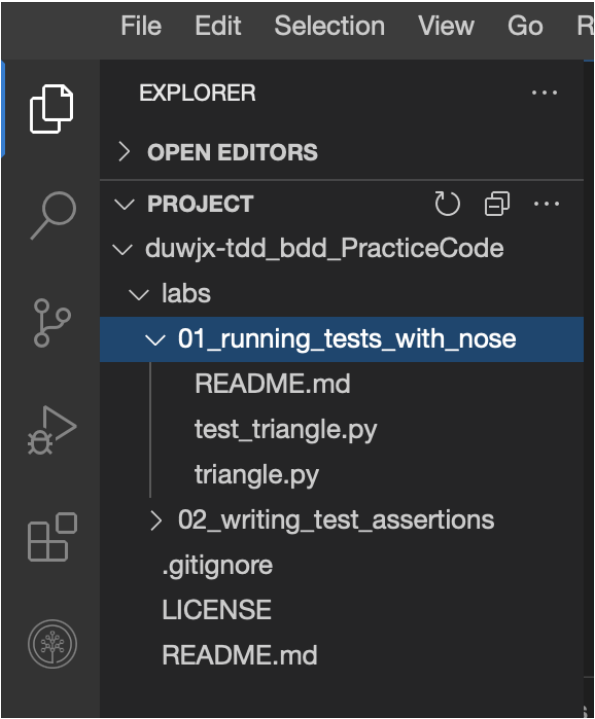 File Edit Selection View Go R
EXPLORER
OPEN EDITORS
PROJECT
duwjx-tdd_bdd_PracticeCode
labs
01_running_tests_with_nose
README.md
test_triangle.py
triangle.py
02_writing_test_assertions
.gitignore
LICENSE
README.md